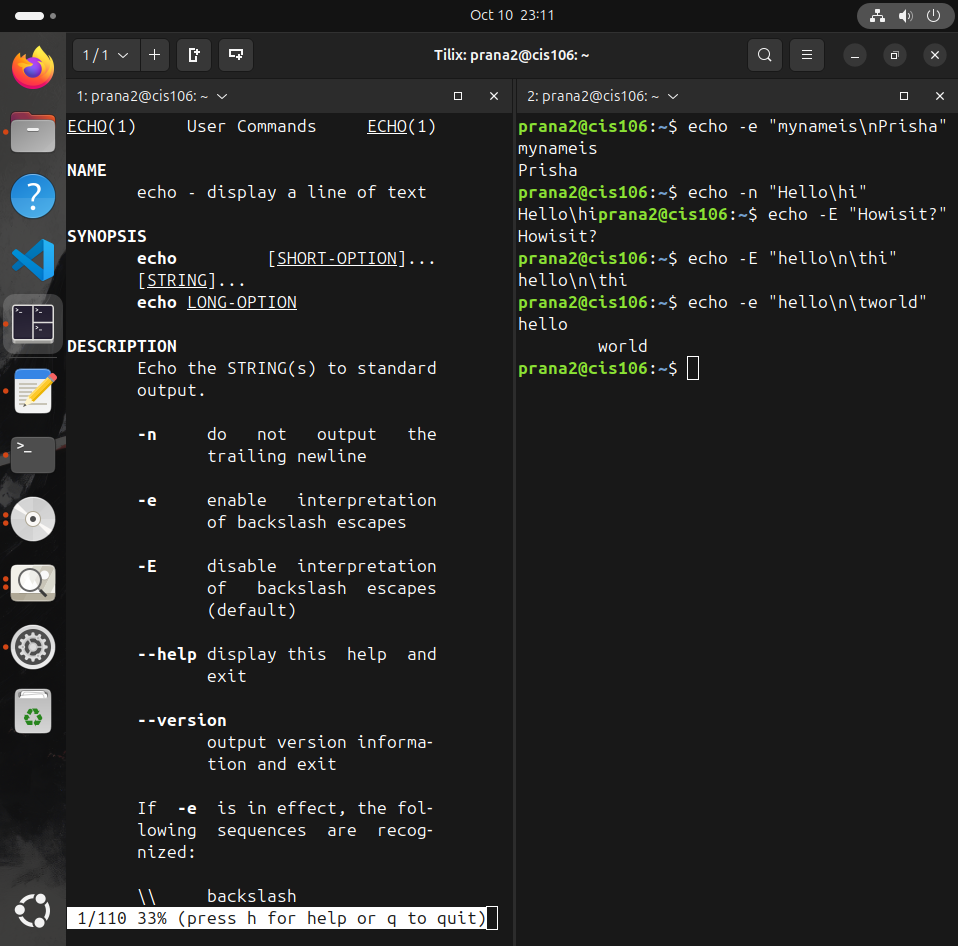 Oct 10 23:11
1 / 1
Tilix: prana2@cis106: ~
1: prana2@cis106: ~
ECHO(1) User Commands ECHO(1)
NAME
echo - display a line of text
SYNOPSIS
echo [SHORT-OPTION]...
[STRING]...
echo LONG-OPTION
DESCRIPTION
Echo the STRING(s) to standard
output.
-n do not output the
trailing newline
-e enable interpretation
of backslash escapes
-E disable interpretation
of backslash escapes
(default)
--help display this help and
exit
--version
output version informa-
tion and exit
If -e is in effect, the fol-
lowing sequences are recog-
nized:
\\ backslash
1/110 33% (press h for help or q to quit)
2: prana2@cis106: ~
prana2@cis106:~$ echo -e "mynameis\nPrisha"
mynameis
Prisha
prana2@cis106:~$ echo -n "Hello\hi"
Hello\hiprana2@cis106:~$ echo -E "Howisit?"
Howisit?
prana2@cis106:~$ echo -E "hello\n\thi"
hello\n\thi
prana2@cis106:~$ echo -e "hello\n\tworld"
hello
world
prana2@cis106:~$